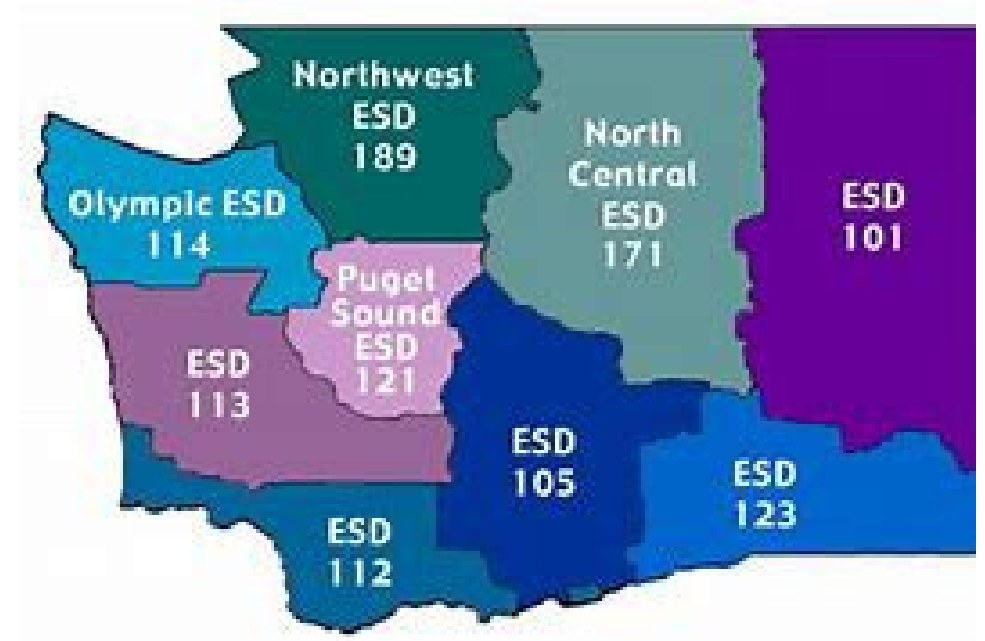 Northwest
ESD
189
North
Central
ESD
171
ESD
101
Olympic ESD
114
Puget
Sound
ESD
121
ESD
113
ESD
105
ESD
123
ESD
112